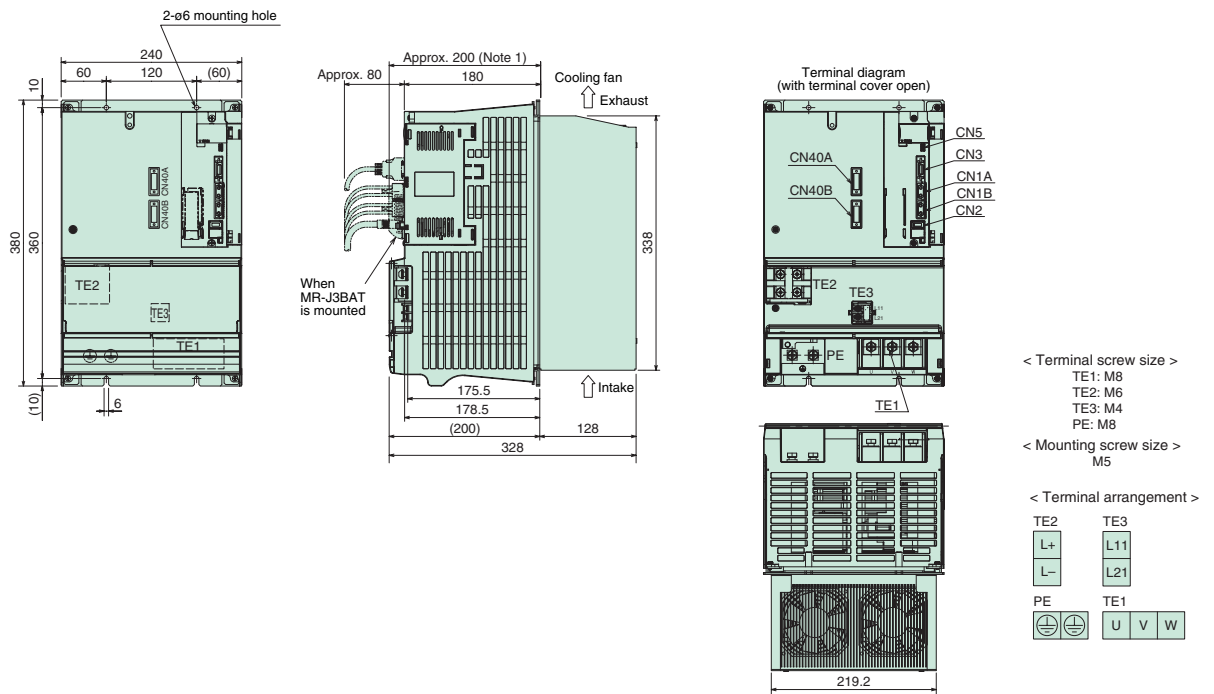 2-ø6 mounting hole
240
60
120
(60)
10
380
360
(10)
6
CN40A
CN40B
TE2
TE3
TE1
Approx. 200 (Note 1)
Approx. 80
180
Cooling fan
Exhaust
When
MR-J3BAT
is mounted
338
Intake
175.5
178.5
(200)
128
328
Terminal diagram
(with terminal cover open)
CN5
CN3
CN1A
CN1B
CN2
CN40A
CN40B
TE2
TE3
L11
L21
PE
U
W
TE1
219.2
< Terminal screw size >
TE1: M8
TE2: M6
TE3: M4
PE: M8
< Mounting screw size >
M5
< Terminal arrangement >
TE2 TE3
L+ L11
L− L21
PE TE1
U V W